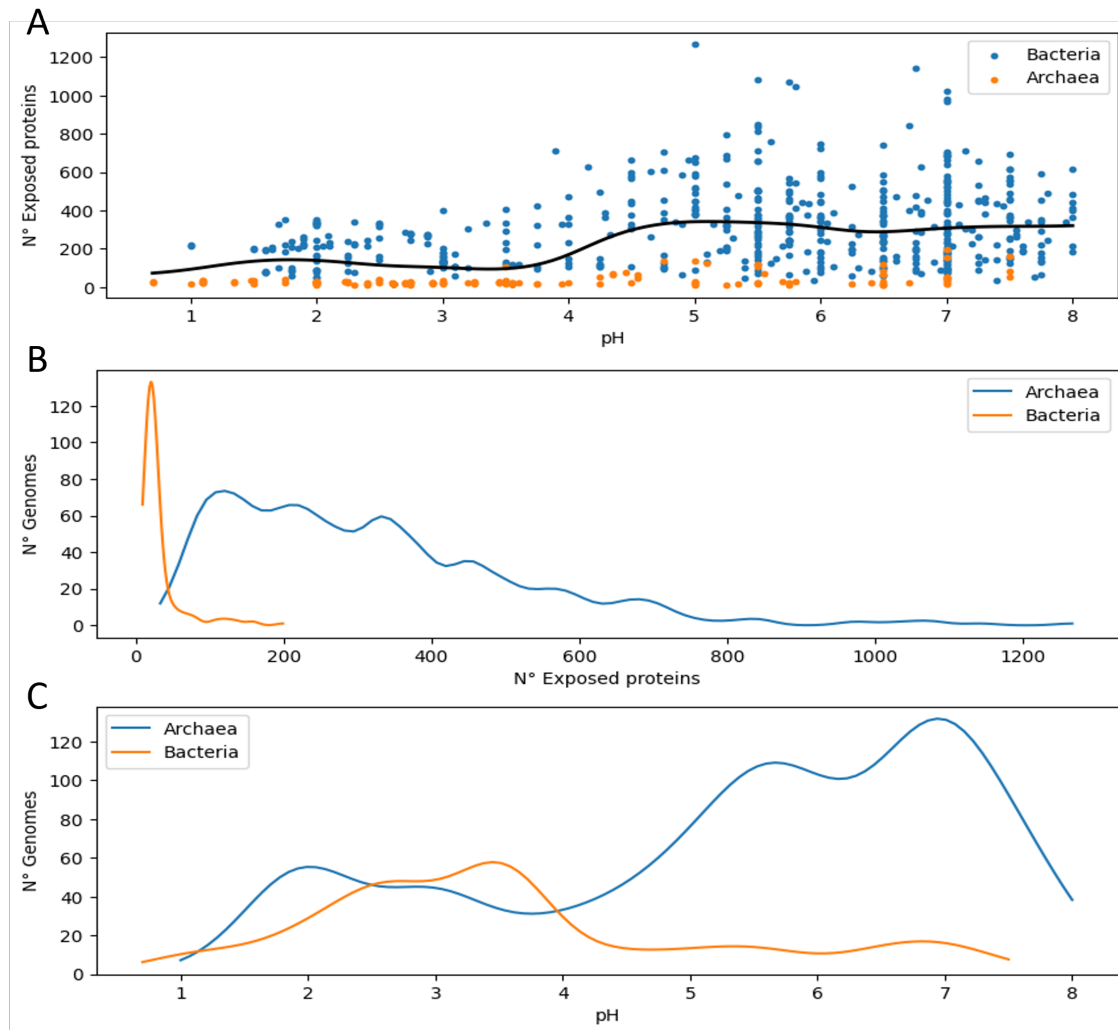 A
1200
1000
800
600
400
200
0
N° Exposed proteins
Bacteria
Archaea
1 2 3 4 5 6 7 8
pH
B
120
100
80
60
40
20
0
N° Genomes
Archaea
Bacteria
0 200 400 600 800 1000 1200
N° Exposed proteins
C
120
100
80
60
40
20
0
N° Genomes
Archaea
Bacteria
1 2 3 4 5 6 7 8
pH